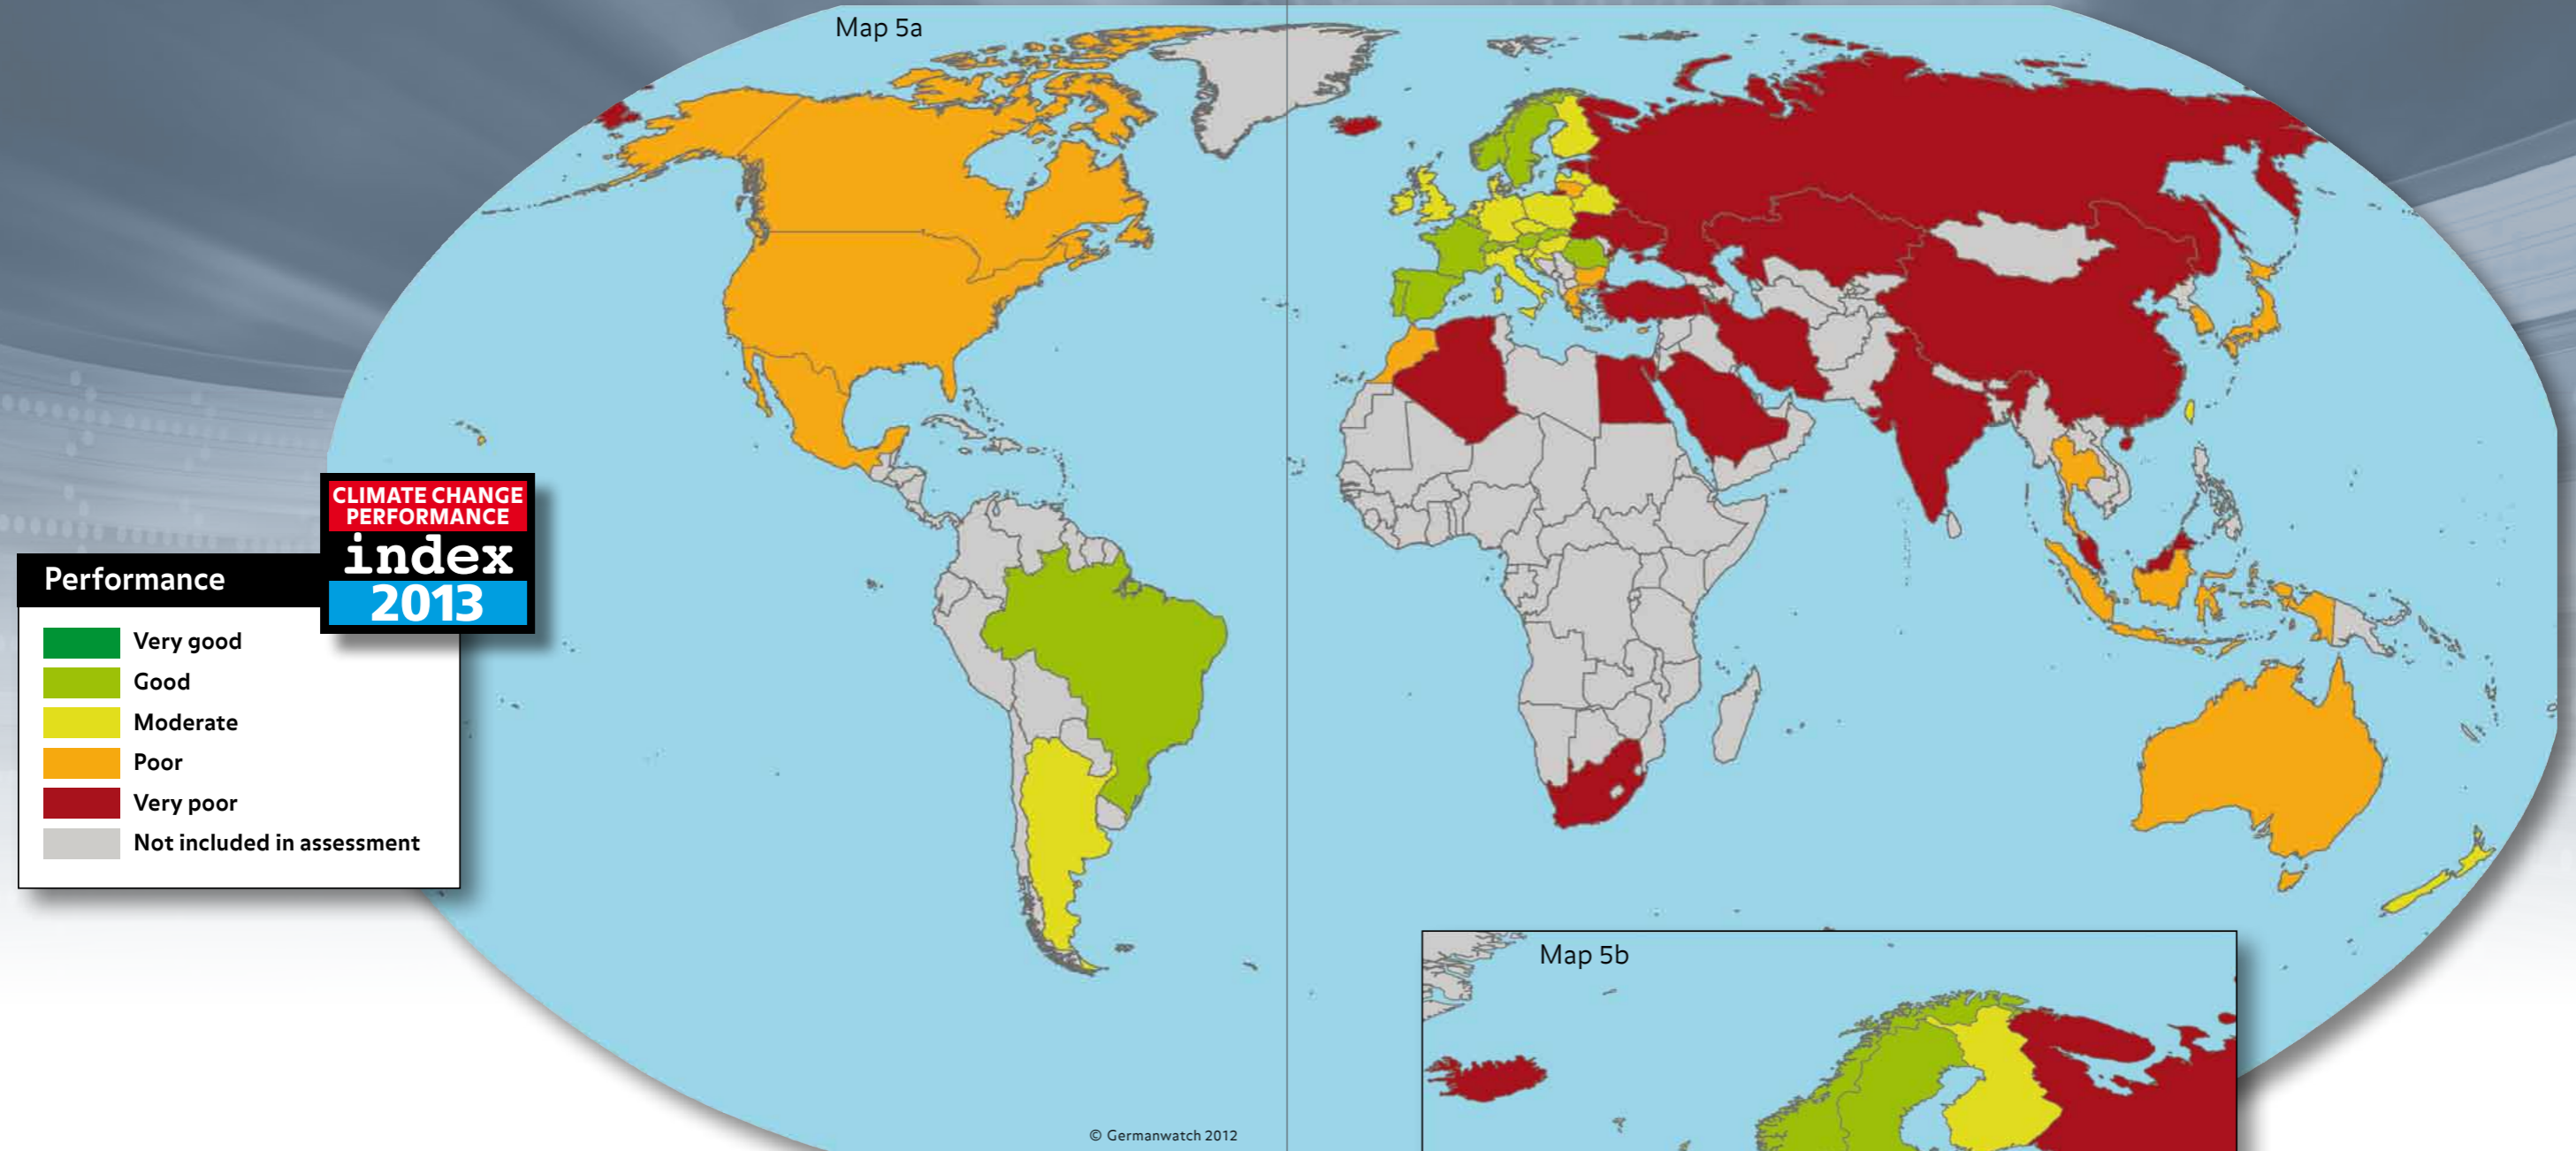 Map 5a
CLIMATE CHANGE
PERFORMANCE
index
2013
Performance
Very good
Good
Moderate
Poor
Very poor
Not included in assessment
Map 5b
© Germanwatch 2012